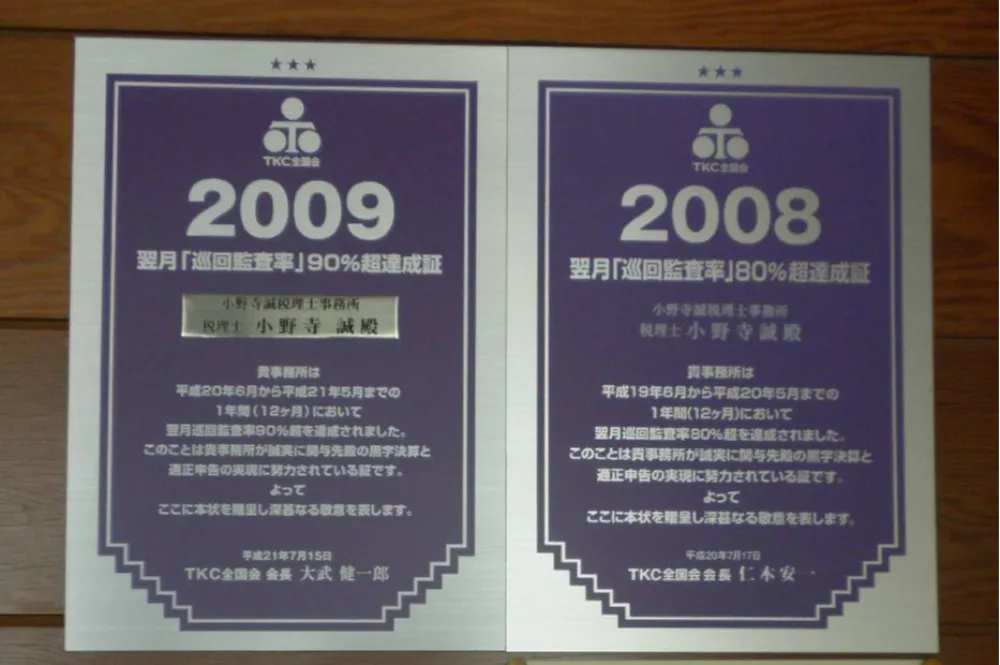 ★★★
TKC全国会
2009
翌月「巡回監査率」90%超達成証
小野寺誠税理士事務所
税理士 小野寺 誠殿
貴事務所は
平成20年6月から平成21年5月までの
1年間(12ヶ月)において
翌月巡回監査率90%超を達成されました。
このことは貴事務所が誠実に関与先殿の黒字決算と
適正申告の実現に努力されている証です。
よって
ここに本状を贈呈し深甚なる敬意を表します。
平成21年7月15日
TKC全国会 会長 大武 健一郎
★★★
TKC全国会
2008
翌月「巡回監査率」80%超達成証
小野寺誠税理士事務所
税理士 小野寺誠殿
貴事務所は
平成19年6月から平成20年5月までの
1年間(12ヶ月)において
翌月巡回監査率80%超を達成されました。
このことは貴事務所が誠実に関与先殿の黒字決算と
適正申告の実現に努力されている証です。
よって
ここに本状を贈呈し深甚なる敬意を表します。
平成20年7月17日
TKC全国会 会長 仁木安一